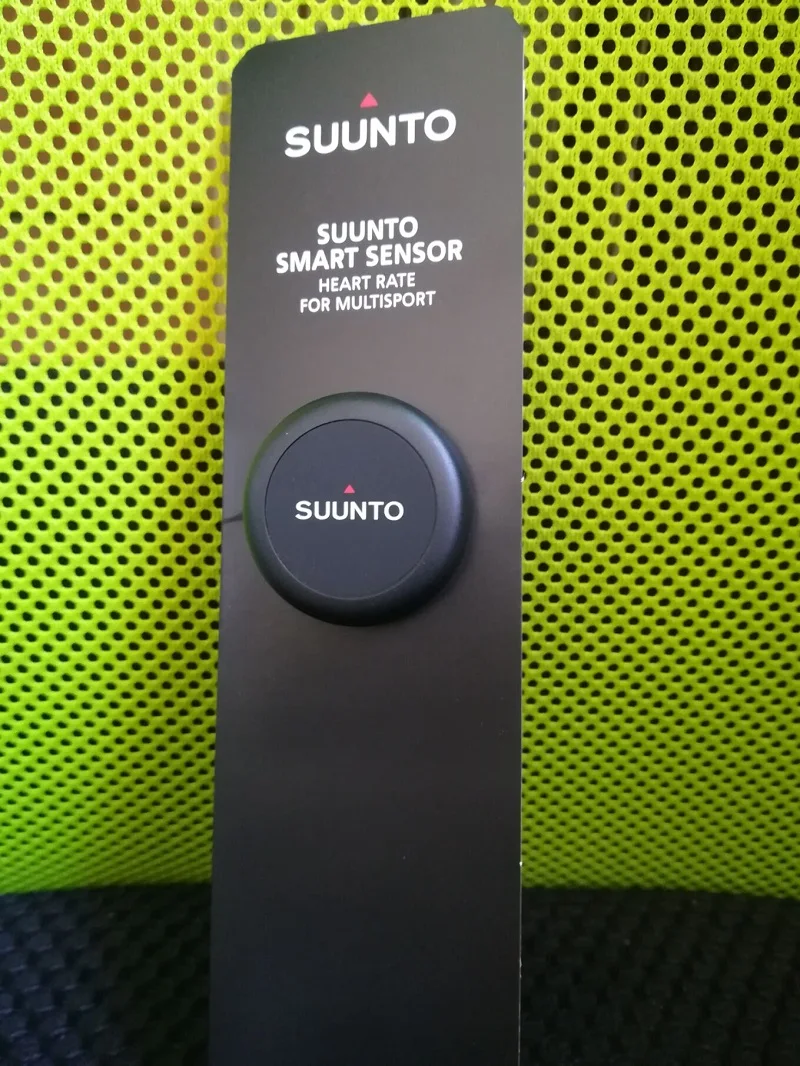 SUUNTO
SUUNTO
SMART SENSOR
HEART RATE
FOR MULTISPORT
SUUNTO